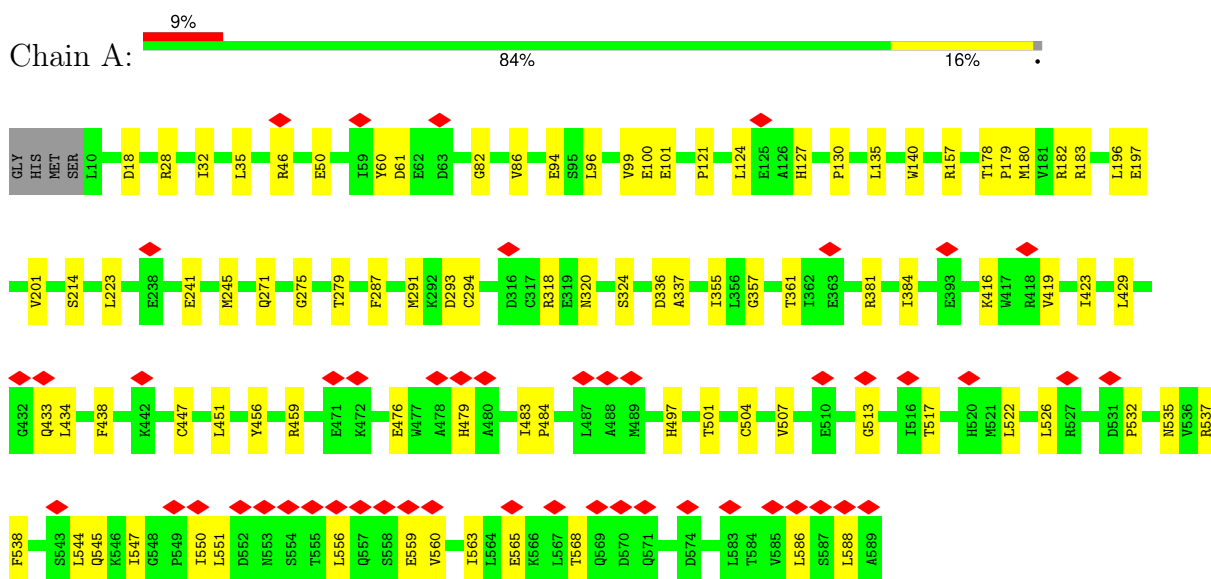 9%
Chain A:
84% 16% •
GLY HIS MET SER L10 D18 R28 I32 L35 R46 E50 I59 Y60 D61 E62 D63 G82 V86 E94 S95 L96 V99 E100 E101 P121 L124 E125 A126 H127 P130 L135 W140 R157 T178 P179 M180 V181 R182 R183 L196 E197
V201 S214 L223 E238 E241 M245 Q271 G275 T279 F287 M291 K292 D293 C294 D316 C317 R318 E319 N320 S324 D336 A337 I355 L356 G357 T361 I362 E363 R381 I384 E393 K416 W417 R418 V419 I423 L429
G432 Q433 L434 F438 K442 C447 L451 Y456 R459 E471 K472 E476 W477 A478 H479 A480 I483 P484 L487 A488 M489 H497 T501 C504 V507 E510 G513 I516 T517 H520 M521 L522 L526 R527 D531 P532 N535 V536 R537
F538 S543 L544 Q545 K546 I547 G548 P549 I550 L551 D552 N553 S554 T555 L556 Q557 S558 E559 V560 I563 L564 E565 K566 L567 T568 Q569 D570 Q571 D574 L583 T584 V585 L586 S587 L588 A589